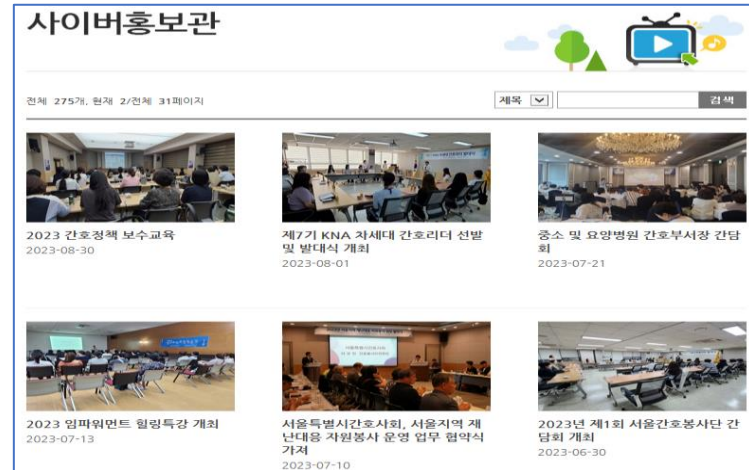 사이버홍보관
전체 275개, 현재 2/전체 31페이지
제목
검색
2023 간호정책 보수교육
2023-08-30
제7기 KNA 차세대 간호리더 선발
및 발대식 개최
2023-08-01
중소 및 요양병원 간호부서장 간담
회
2023-07-21
2023 임파워먼트 힐링특강 개최
2023-07-13
서울특별시간호사회, 서울지역 재
난대응 자원봉사 운영 업무 협약식
가져
2023-07-10
2023년 제1회 서울간호봉사단 간
담회 개최
2023-06-30